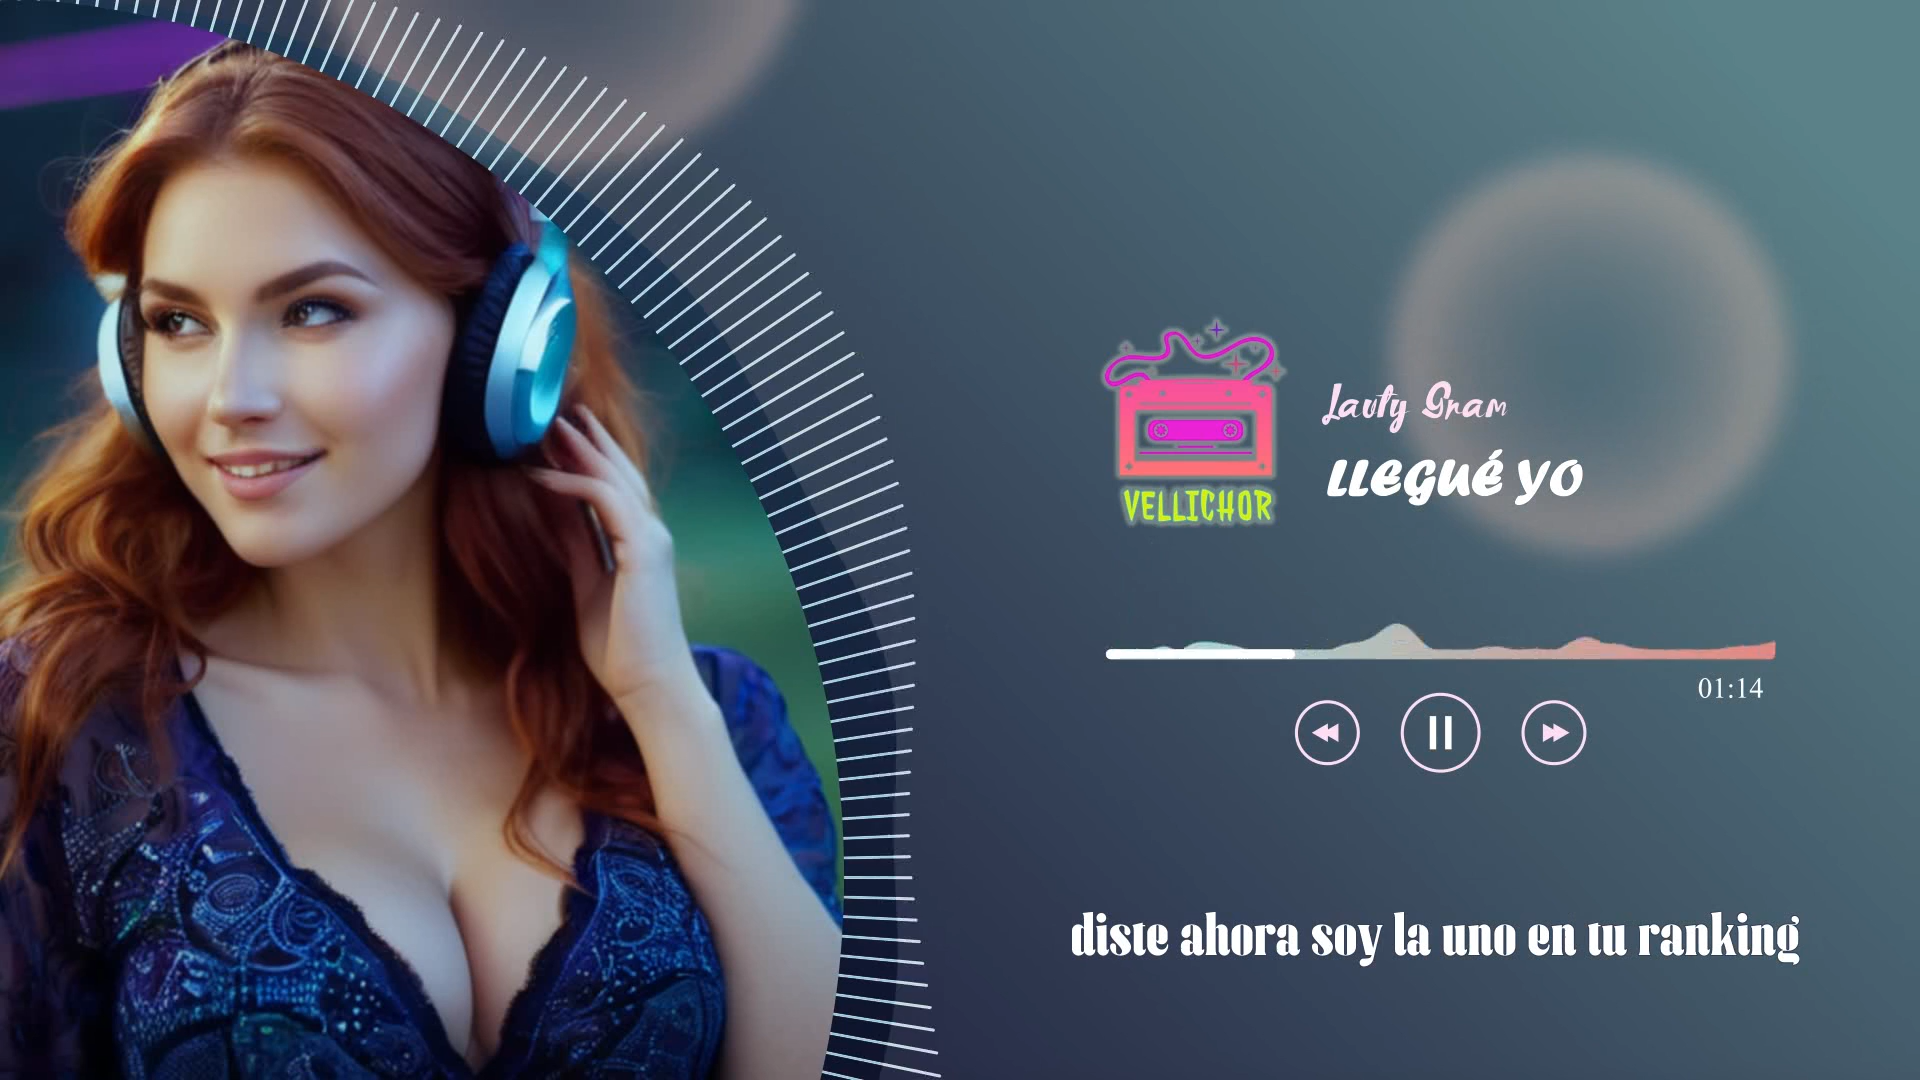 Lauty Gram
LLEGUÉ YO
VELLICHOR
01:14
diste ahora soy la uno en tu ranking